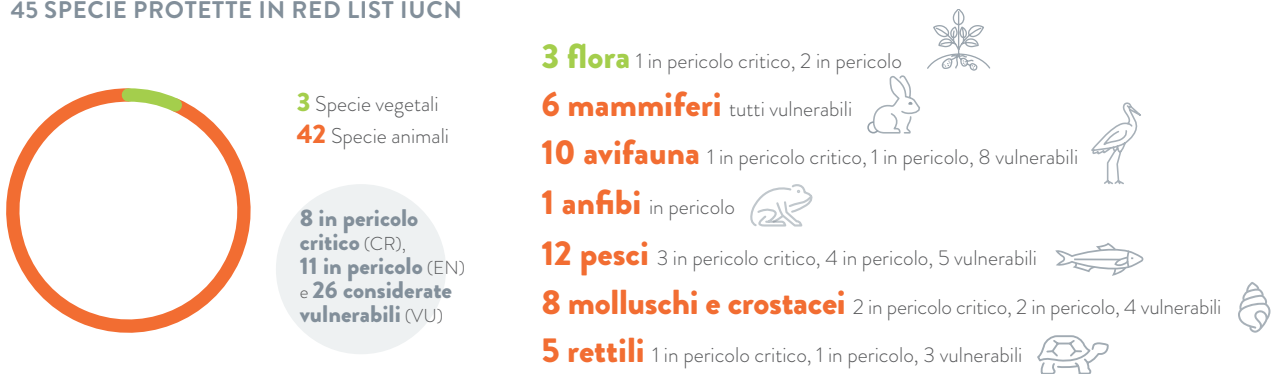 45 SPECIE PROTETTE IN RED LIST IUCN
3 Specie vegetali
42 Specie animali
8 in pericolo
critico (CR),
11 in pericolo (EN)
e 26 considerate
vulnerabili (VU)
3 flora 1 in pericolo critico, 2 in pericolo
6 mammiferi tutti vulnerabili
10 avifauna 1 in pericolo critico, 1 in pericolo, 8 vulnerabili
1 anfibi in pericolo
12 pesci 3 in pericolo critico, 4 in pericolo, 5 vulnerabili
8 molluschi e crostacei 2 in pericolo critico, 2 in pericolo, 4 vulnerabili
5 rettili 1 in pericolo critico, 1 in pericolo, 3 vulnerabili